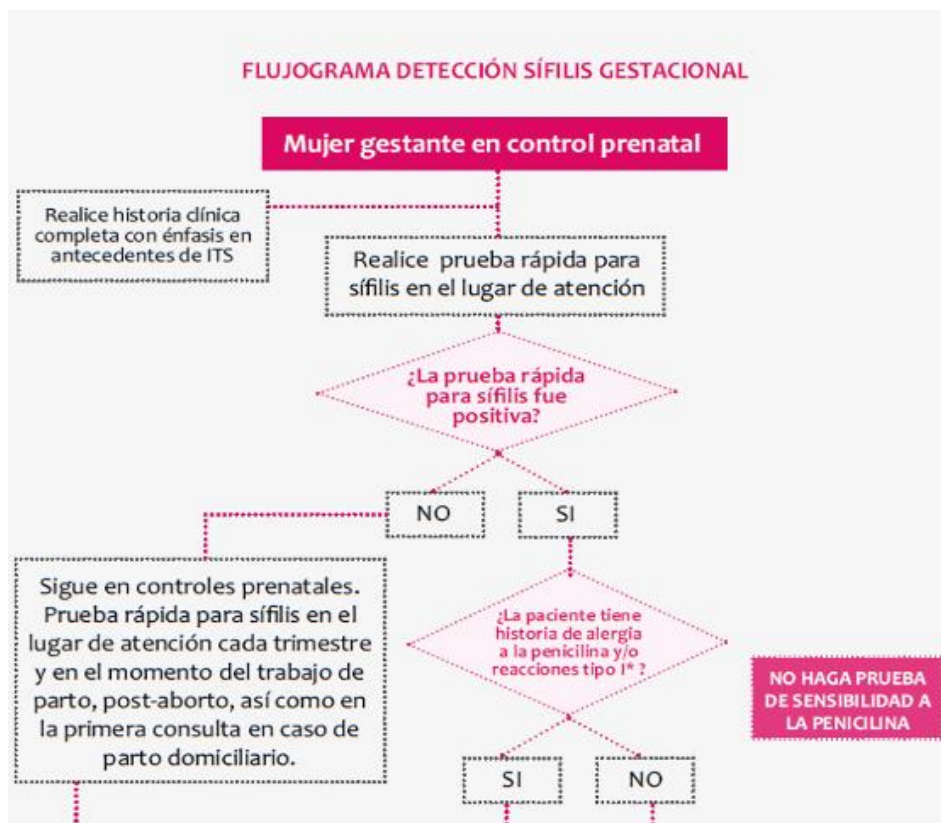 FLUJOGRAMA DETECCIÓN SÍFILIS GESTACIONAL
Mujer gestante en control prenatal
Realice historia clínica
completa con énfasis en
antecedentes de ITS
Realice prueba rápida para
sífilis en el lugar de atención
¿La prueba rápida
para sífilis fue
positiva?
NO
SI
Sigue en controles prenatales.
Prueba rápida para sífilis en el
lugar de atención cada trimestre
y en el momento del trabajo de
parto, post-aborto, así como en
la primera consulta en caso de
parto domiciliario.
¿La paciente tiene
historia de alergia
a la penicilina y/o
reacciones tipo I* ?
NO HAGA PRUEBA
DE SENSIBILIDAD A
LA PENICILINA
SI
NO